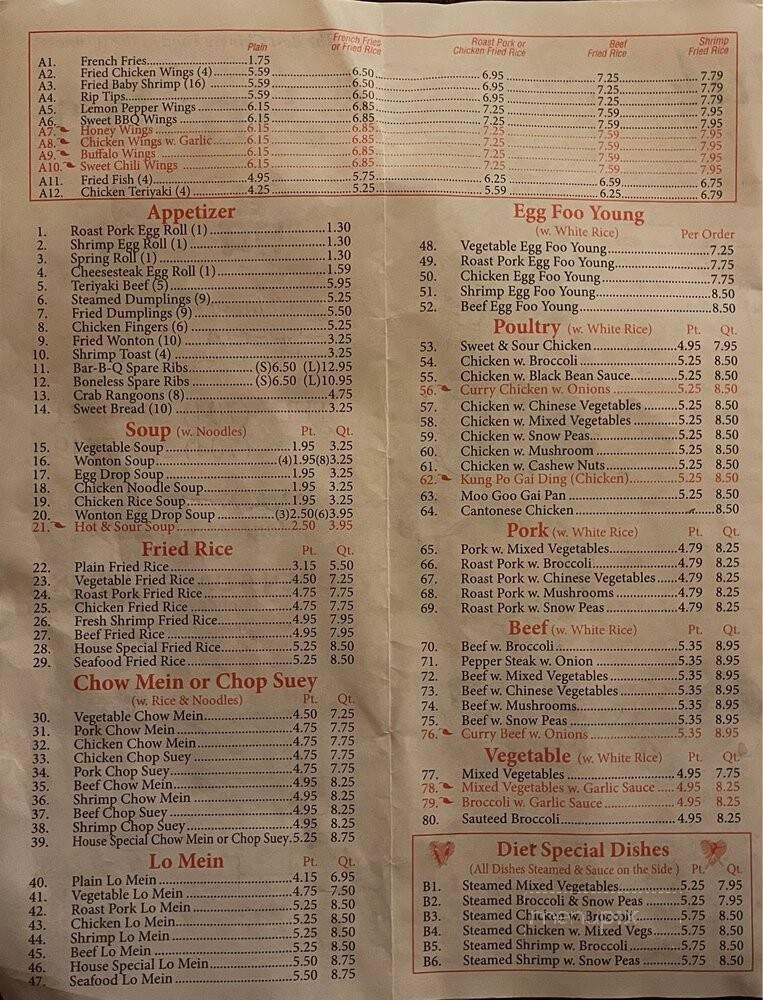 Plain French Fries or Fried Rice Roast Pork or Chicken Fried Rice Beef Fried Rice Shrimp Fried Rice
A1. French Fries 1.75
A2. Fried Chicken Wings (4) 5.59 6.50 6.95 7.25 7.79
A3. Fried Baby Shrimp (16) 5.59 6.50 6.95 7.25 7.79
A4. Rip Tips 5.59 6.50 6.95 7.25 7.79
A5. Lemon Pepper Wings 6.15 6.85 7.25 7.59 7.95
A6. Sweet BBQ Wings 6.15 6.85 7.25 7.59 7.95
A7. Honey Wings 6.15 6.85 7.25 7.59 7.95
A8. Chicken Wings w. Garlic 6.15 6.85 7.25 7.59 7.95
A9. Buffalo Wings 6.15 6.85 7.25 7.59 7.95
A10. Sweet Chili Wings 6.15 6.85 7.25 7.59 7.95
A11. Fried Fish (4) 4.95 5.75 6.25 6.59 6.75
A12. Chicken Teriyaki (4) 4.25 5.25 5.59 6.25 6.79
Appetizer
1. Roast Pork Egg Roll (1) 1.30
2. Shrimp Egg Roll (1) 1.30
3. Spring Roll (1) 1.30
4. Cheesesteak Egg Roll (1) 1.59
5. Teriyaki Beef (5) 5.95
6. Steamed Dumplings (9) 5.25
7. Fried Dumplings (9) 5.50
8. Chicken Fingers (6) 5.25
9. Fried Wonton (10) 3.25
10. Shrimp Toast (4) 3.25
11. Bar-B-Q Spare Ribs (S)6.50 (L)12.95
12. Boneless Spare Ribs (S)6.50 (L)10.95
13. Crab Rangoons (8) 4.75
14. Sweet Bread (10) 3.25
Soup (w. Noodles) Pt. Qt.
15. Vegetable Soup 1.95 3.25
16. Wonton Soup (4)1.95(8)3.25
17. Egg Drop Soup 1.95 3.25
18. Chicken Noodle Soup 1.95 3.25
19. Chicken Rice Soup 1.95 3.25
20. Wonton Egg Drop Soup (3)2.50(6)3.95
21. Hot & Sour Soup 2.50 3.95
Fried Rice Pt. Qt.
22. Plain Fried Rice 3.15 5.50
23. Vegetable Fried Rice 4.50 7.25
24. Roast Pork Fried Rice 4.75 7.75
25. Chicken Fried Rice 4.75 7.75
26. Fresh Shrimp Fried Rice 4.95 7.95
27. Beef Fried Rice 4.95 7.95
28. House Special Fried Rice 5.25 8.50
29. Seafood Fried Rice 5.25 8.50
Chow Mein or Chop Suey
(w. Rice & Noodles) Pt. Qt.
30. Vegetable Chow Mein 4.50 7.25
31. Pork Chow Mein 4.75 7.75
32. Chicken Chow Mein 4.75 7.75
33. Chicken Chop Suey 4.75 7.75
34. Pork Chop Suey 4.75 7.75
35. Beef Chow Mein 4.95 8.25
36. Shrimp Chow Mein 4.95 8.25
37. Beef Chop Suey 4.95 8.25
38. Shrimp Chop Suey 4.95 8.25
39. House Special Chow Mein or Chop Suey 5.25 8.75
Lo Mein Pt. Qt.
40. Plain Lo Mein 4.15 6.95
41. Vegetable Lo Mein 4.75 7.50
42. Roast Pork Lo Mein 5.25 8.50
43. Chicken Lo Mein 5.25 8.50
44. Shrimp Lo Mein 5.25 8.50
45. Beef Lo Mein 5.25 8.50
46. House Special Lo Mein 5.50 8.75
47. Seafood Lo Mein 5.50 8.75
Egg Foo Young
(w. White Rice) Per Order
48. Vegetable Egg Foo Young 7.25
49. Roast Pork Egg Foo Young 7.75
50. Chicken Egg Foo Young 7.75
51. Shrimp Egg Foo Young 8.50
52. Beef Egg Foo Young 8.50
Poultry (w. White Rice) Pt. Qt.
53. Sweet & Sour Chicken 4.95 7.95
54. Chicken w. Broccoli 5.25 8.50
55. Chicken w. Black Bean Sauce 5.25 8.50
56. Curry Chicken w. Onions 5.25 8.50
57. Chicken w. Chinese Vegetables 5.25 8.50
58. Chicken w. Mixed Vegetables 5.25 8.50
59. Chicken w. Snow Peas 5.25 8.50
60. Chicken w. Mushroom 5.25 8.50
61. Chicken w. Cashew Nuts 5.25 8.50
62. Kung Po Gai Ding (Chicken) 5.25 8.50
63. Moo Goo Gai Pan 5.25 8.50
64. Cantonese Chicken 8.50
Pork (w. White Rice) Pt. Qt.
65. Pork w. Mixed Vegetables 4.79 8.25
66. Roast Pork w. Broccoli 4.79 8.25
67. Roast Pork w. Chinese Vegetables 4.79 8.25
68. Roast Pork w. Mushrooms 4.79 8.25
69. Roast Pork w. Snow Peas 4.79 8.25
Beef (w. White Rice) Pt. Qt.
70. Beef w. Broccoli 5.35 8.95
71. Pepper Steak w. Onion 5.35 8.95
72. Beef w. Mixed Vegetables 5.35 8.95
73. Beef w. Chinese Vegetables 5.35 8.95
74. Beef w. Mushrooms 5.35 8.95
75. Beef w. Snow Peas 5.35 8.95
76. Curry Beef w. Onions 5.35 8.95
Vegetable (w. White Rice) Pt. Qt.
77. Mixed Vegetables 4.95 7.75
78. Mixed Vegetables w. Garlic Sauce 4.95 8.25
79. Broccoli w. Garlic Sauce 4.95 8.25
80. Sauteed Broccoli 4.95 8.25
Diet Special Dishes
(All Dishes Steamed & Sauce on the Side) Pt. Qt.
B1. Steamed Mixed Vegetables 5.25 7.95
B2. Steamed Broccoli & Snow Peas 5.25 7.95
B3. Steamed Chicken w. Broccoli 5.75 8.50
B4. Steamed Chicken w. Mixed Vegs 5.75 8.50
B5. Steamed Shrimp w. Broccoli 5.75 8.50
B6. Steamed Shrimp w. Snow Peas 5.75 8.50